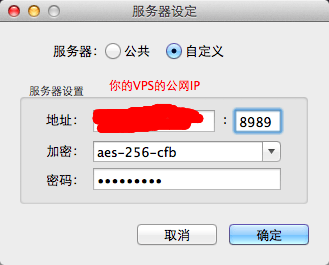 服务器设定
服务器: 公共 自定义
你的VPS的公网IP
服务器设置
地址: : 8989
加密: aes-256-cfb
密码: •••••••••
取消 确定